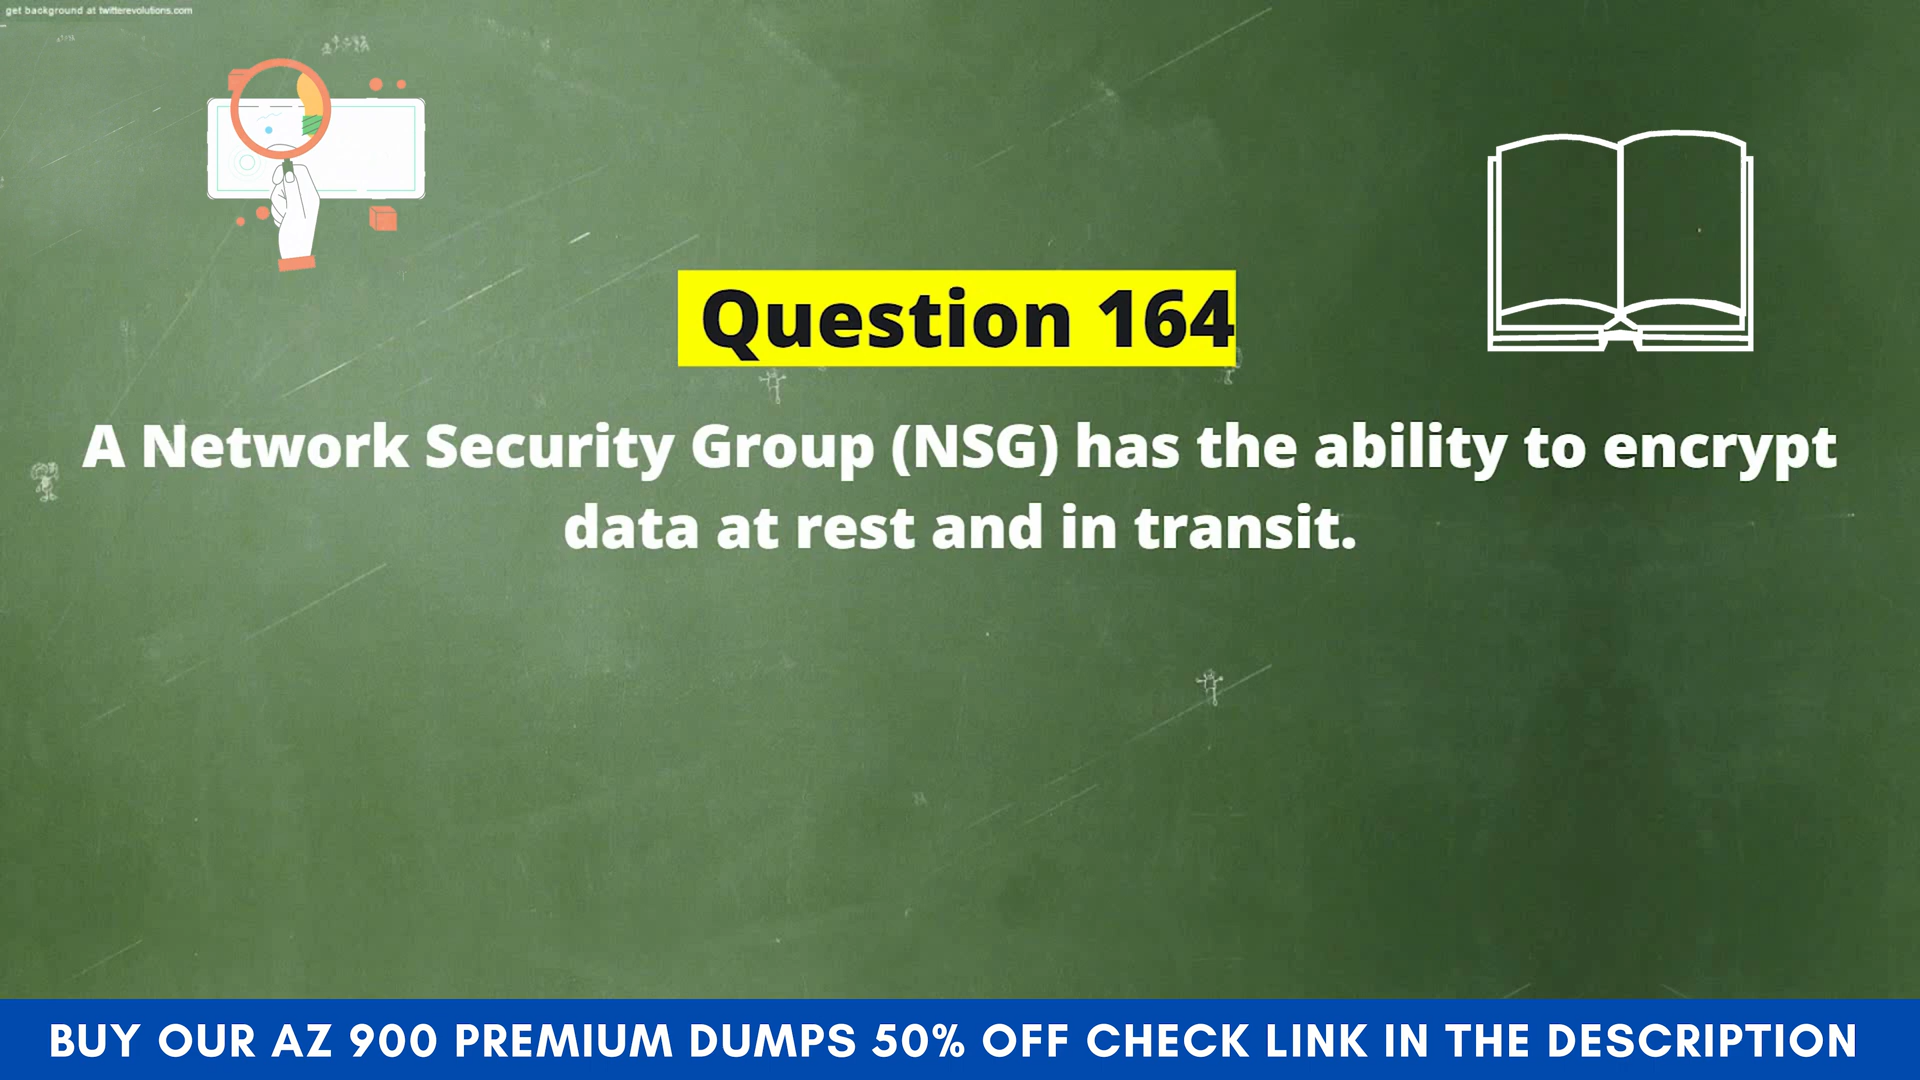 get background at twitterevolutions.com
Question 164
A Network Security Group (NSG) has the ability to encrypt
data at rest and in transit.
BUY OUR AZ 900 PREMIUM DUMPS 50% OFF CHECK LINK IN THE DESCRIPTION